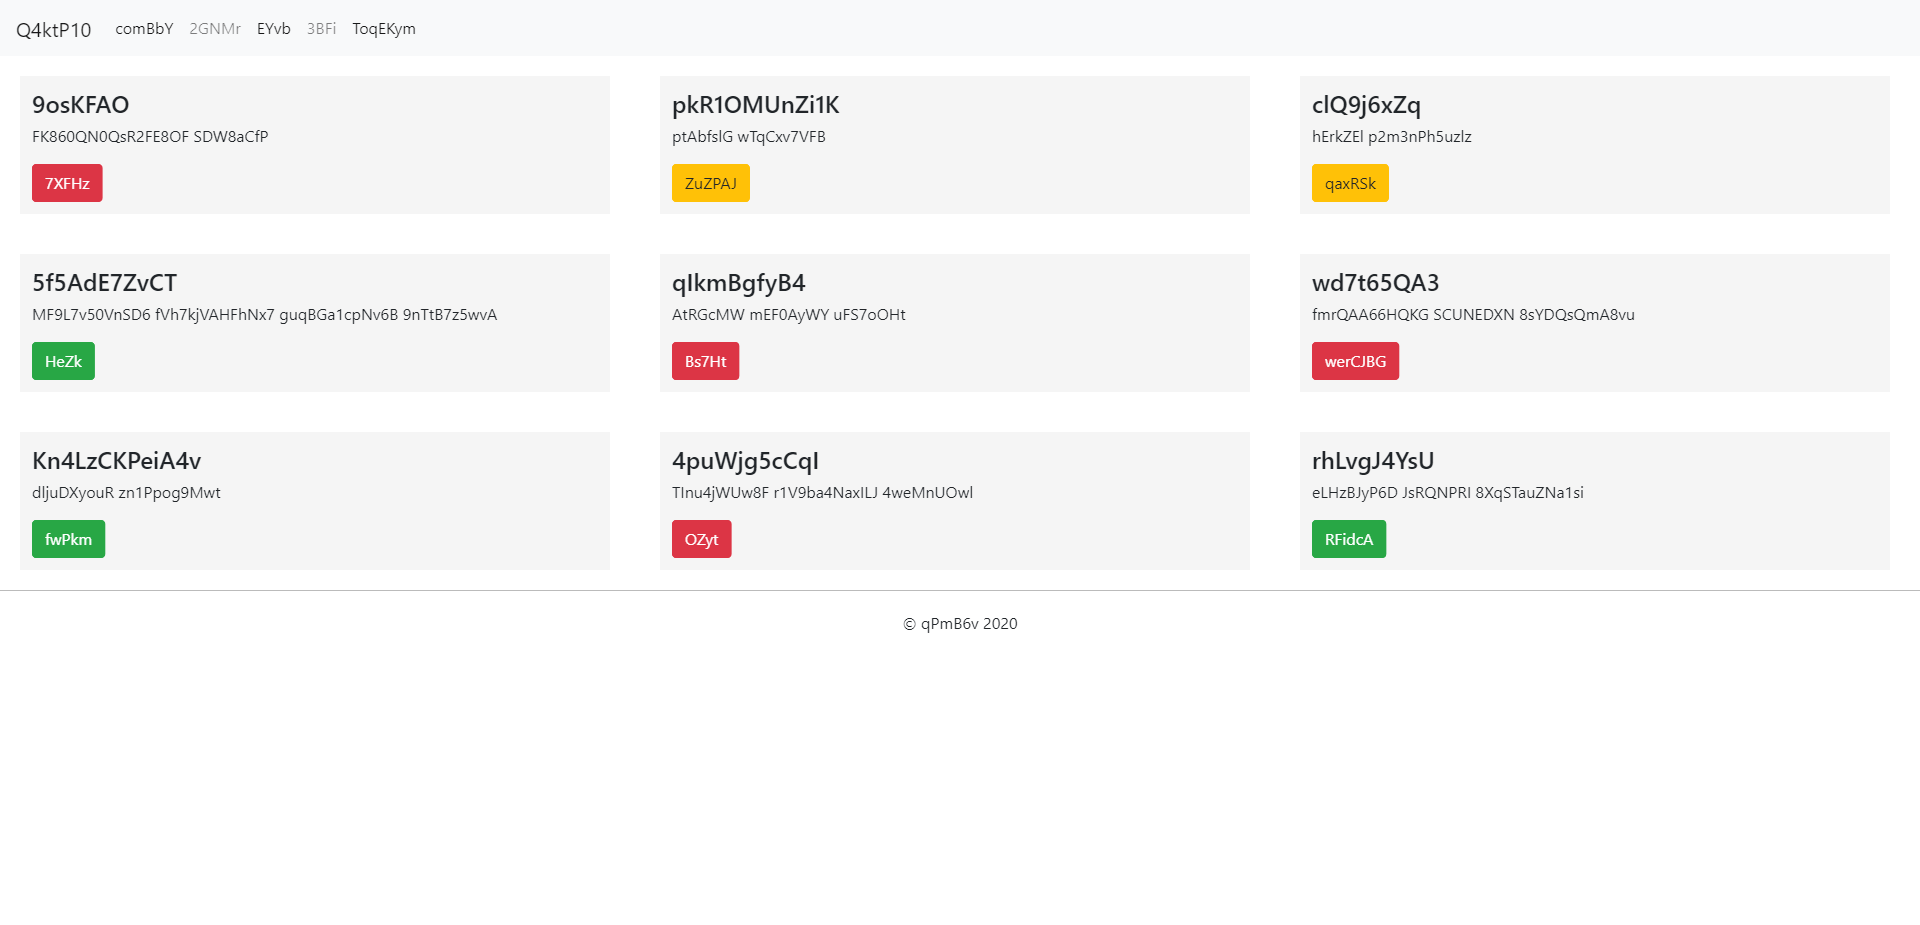 Q4ktP10 comBbY 2GNMr EYvb 3BFi ToqEKym
9osKFAO
FK860QN0QsR2FE8OF SDW8aCfP
7XFHz
pkR1OMUnZi1K
ptAbfslG wTqCxv7VFB
ZuZPAJ
clQ9j6xZq
hErkZEl p2m3nPh5uzlz
qaxRSk
5f5AdE7ZvCT
MF9L7v50VnSD6 fVh7kjVAHFhNx7 guqBGa1cpNv6B 9nTtB7z5wvA
HeZk
qIkmBgfyB4
AtRGcMW mEF0AyWY uFS7oOHt
Bs7Ht
wd7t65QA3
fmrQAA66HQKG SCUNEDXN 8sYDQsQmA8vu
werCJBG
Kn4LzCKPeiA4v
dljuDXyouR zn1Ppog9Mwt
fwPkm
4puWjg5cCqI
TInu4jWUw8F r1V9ba4NaxILJ 4weMnUOwl
OZyt
rhLvgJ4YsU
eLHzBJyP6D JsRQNPRI 8XqSTauZNa1si
RFidcA
© qPmB6v 2020